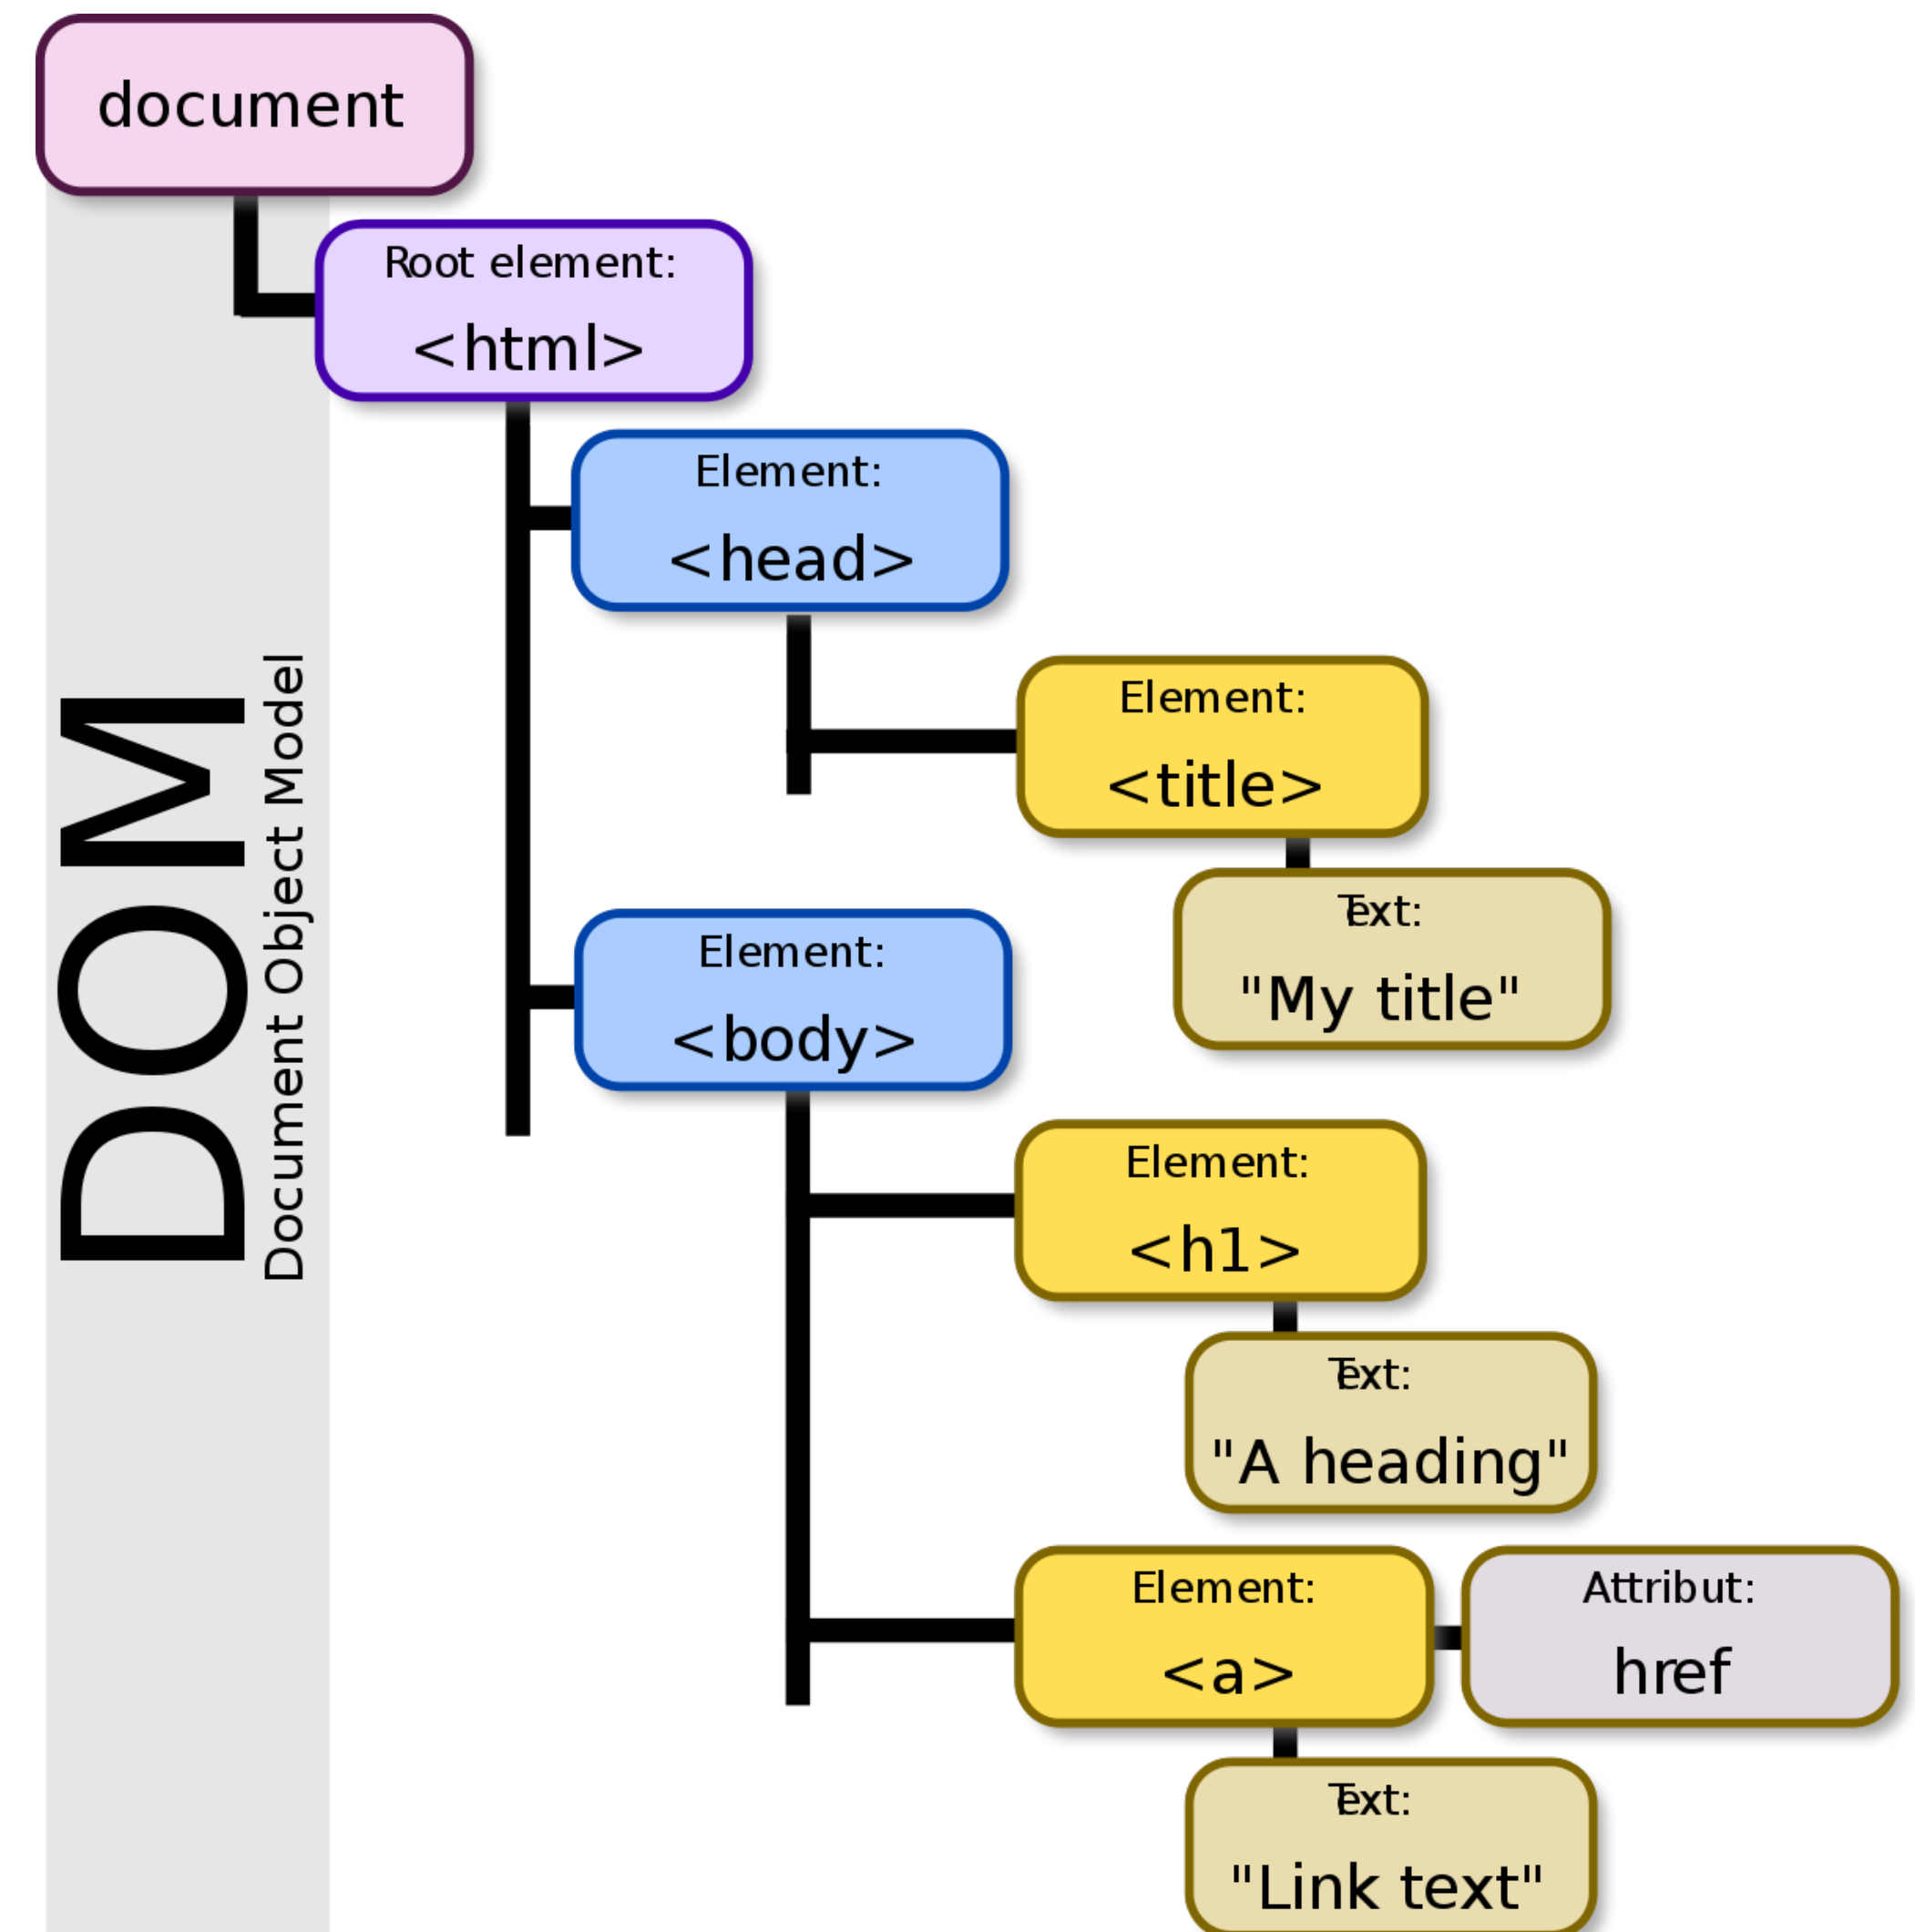 document
Root element:
<html>
Element:
<head>
Element:
<title>
Text:
"My title"
Element:
<body>
Element:
<h1>
Text:
"A heading"
Element:
<a>
Attribut:
href
Text:
"Link text"
DOM
Document Object Model